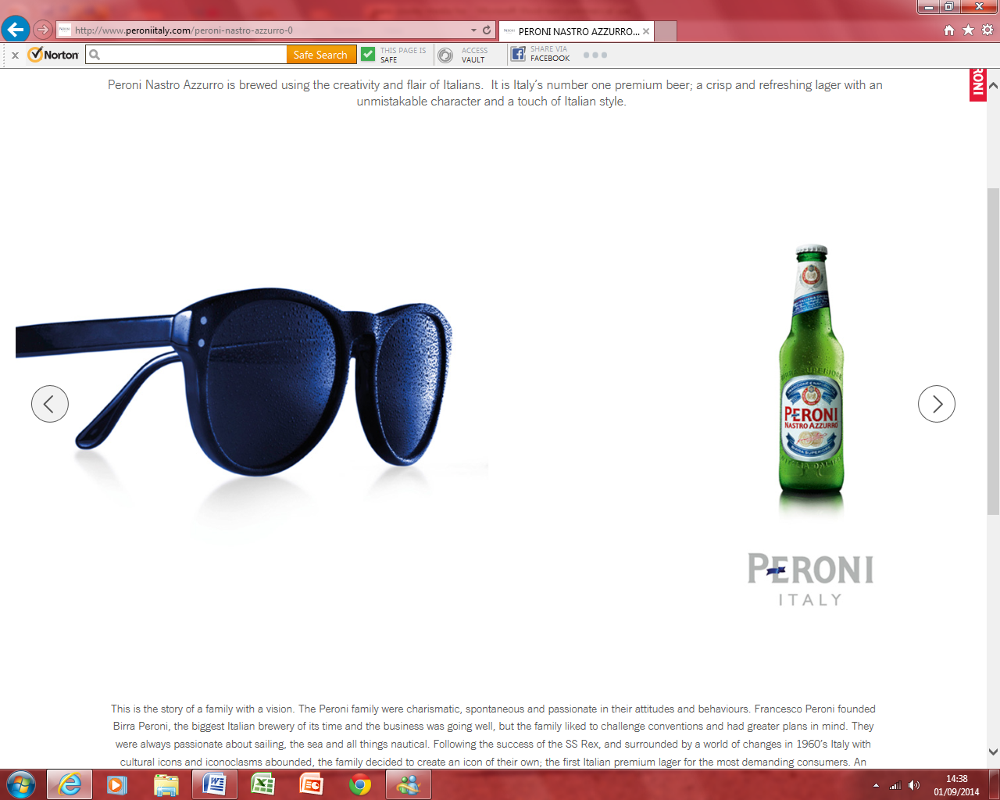 http://www.peroniitaly.com/peroni-nastro-azzurro-0
PERONI NASTRO AZZURRO...
x Norton
Safe Search
THIS PAGE IS
SAFE
ACCESS
VAULT
SHARE VIA
FACEBOOK
Peroni Nastro Azzurro is brewed using the creativity and flair of Italians. It is Italy's number one premium beer; a crisp and refreshing lager with an
unmistakable character and a touch of Italian style.
RONI
BIRRA SUPERIORE
PERONI
NASTRO AZZURRO
BIRRA SUPERIORE
PERONI
ITALY
This is the story of a family with a vision. The Peroni family were charismatic, spontaneous and passionate in their attitudes and behaviours. Francesco Peroni founded
Birra Peroni, the biggest Italian brewery of its time and the business was going well, but the family liked to challenge conventions and had greater plans in mind. They
were always passionate about sailing, the sea and all things nautical. Following the success of the SS Rex, and surrounded by a world of changes in 1960's Italy with
cultural icons and iconoclasms abounded, the family decided to create an icon of their own; the first Italian premium lager for the most demanding consumers. An
14:38
01/09/2014